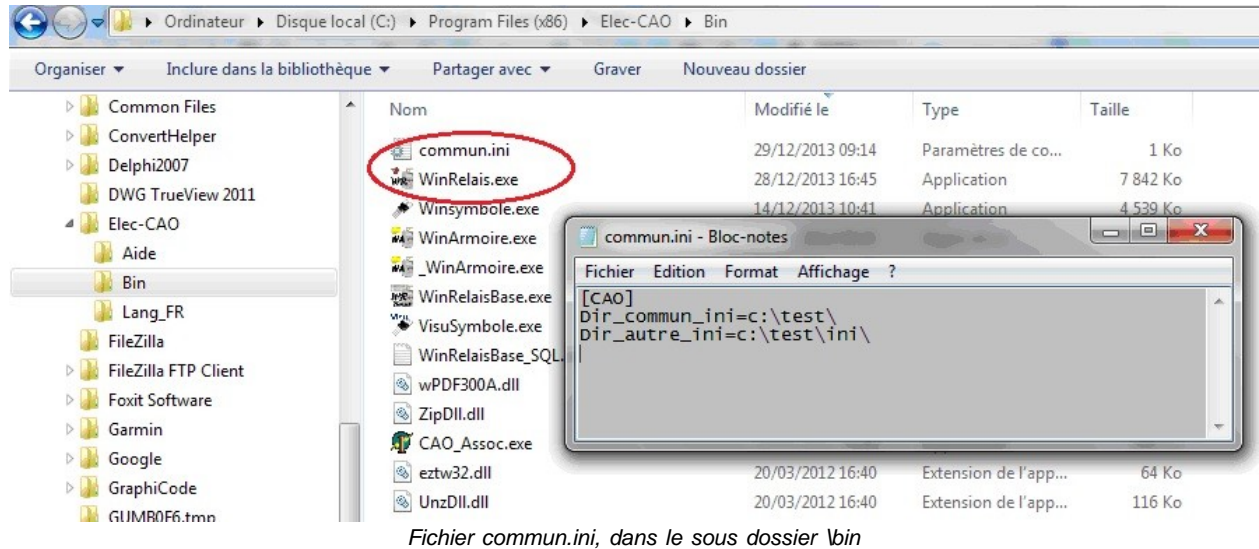 Ordinateur ▸ Disque local (C:) ▸ Program Files (x86) ▸ Elec-CAO ▸ Bin
Organiser Inclure dans la bibliothèque Partager avec Graver Nouveau dossier
Common Files
ConvertHelper
Delphi2007
DWG TrueView 2011
Elec-CAO
Aide
Bin
Lang_FR
FileZilla
FileZilla FTP Client
Foxit Software
Garmin
Google
GraphiCode
GUMB0F6.tmp
Nom Modifié le Type Taille
commun.ini 29/12/2013 09:14 Paramètres de co... 1 Ko
WinRelais.exe 28/12/2013 16:45 Application 7 842 Ko
Winsymbole.exe 14/12/2013 10:41 Application 4 539 Ko
WinArmoire.exe
_WinArmoire.exe
WinRelaisBase.exe
VisuSymbole.exe
WinRelaisBase_SQL.
wPDF300A.dll
ZipDll.dll
CAO_Assoc.exe
eztw32.dll 20/03/2012 16:40 Extension de l'app... 64 Ko
UnzDll.dll 20/03/2012 16:40 Extension de l'app... 116 Ko
commun.ini - Bloc-notes
Fichier Edition Format Affichage ?
[CAO]
Dir_commun_ini=c:\test\
Dir_autre_ini=c:\test\ini\
Fichier commun.ini, dans le sous dossier \bin